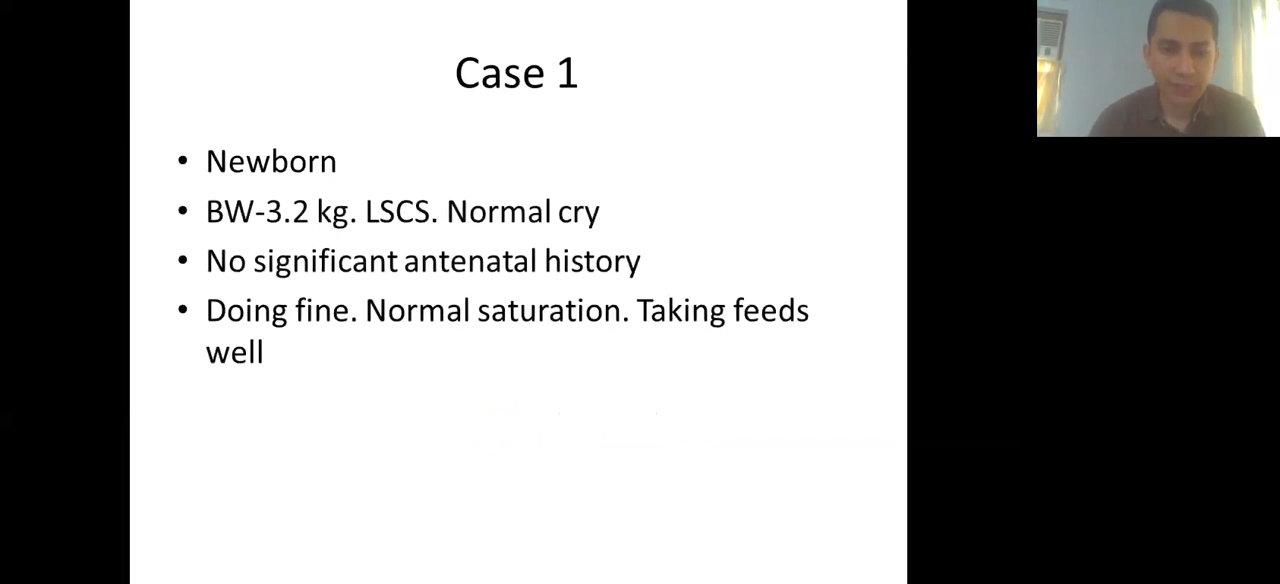 Case 1
• Newborn
• BW-3.2 kg. LSCS. Normal cry
• No significant antenatal history
• Doing fine. Normal saturation. Taking feeds
well